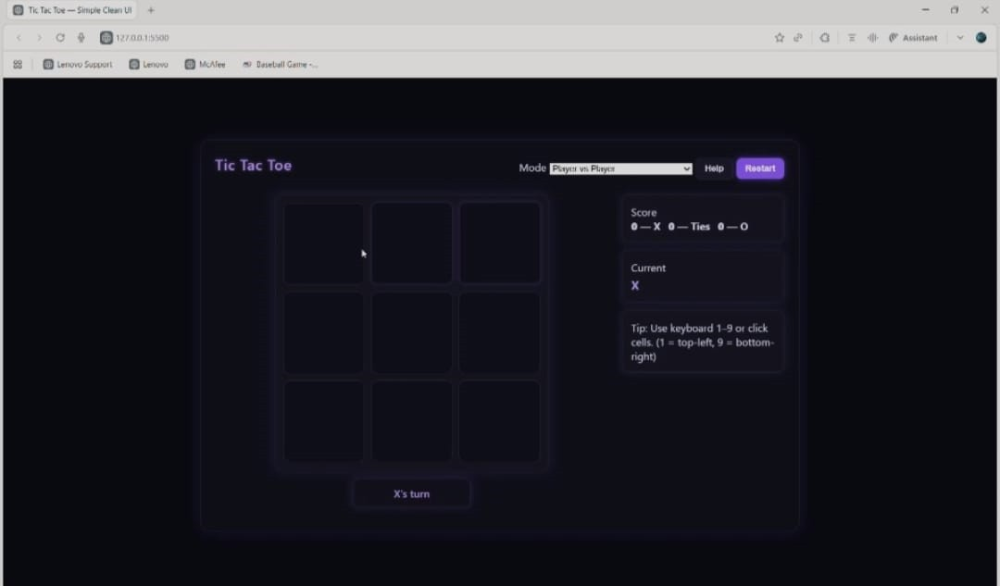 Tic Tac Toe — Simple Clean UI
127.0.0.1:5500
Assistant
Lenovo Support
Lenovo
McAfee
Baseball Game -...
Tic Tac Toe
Mode
Player vs Player
Help
Restart
Score
0 — X 0 — Ties 0 — O
Current
X
Tip: Use keyboard 1–9 or click
cells. (1 = top-left, 9 = bottom-
right)
X's turn